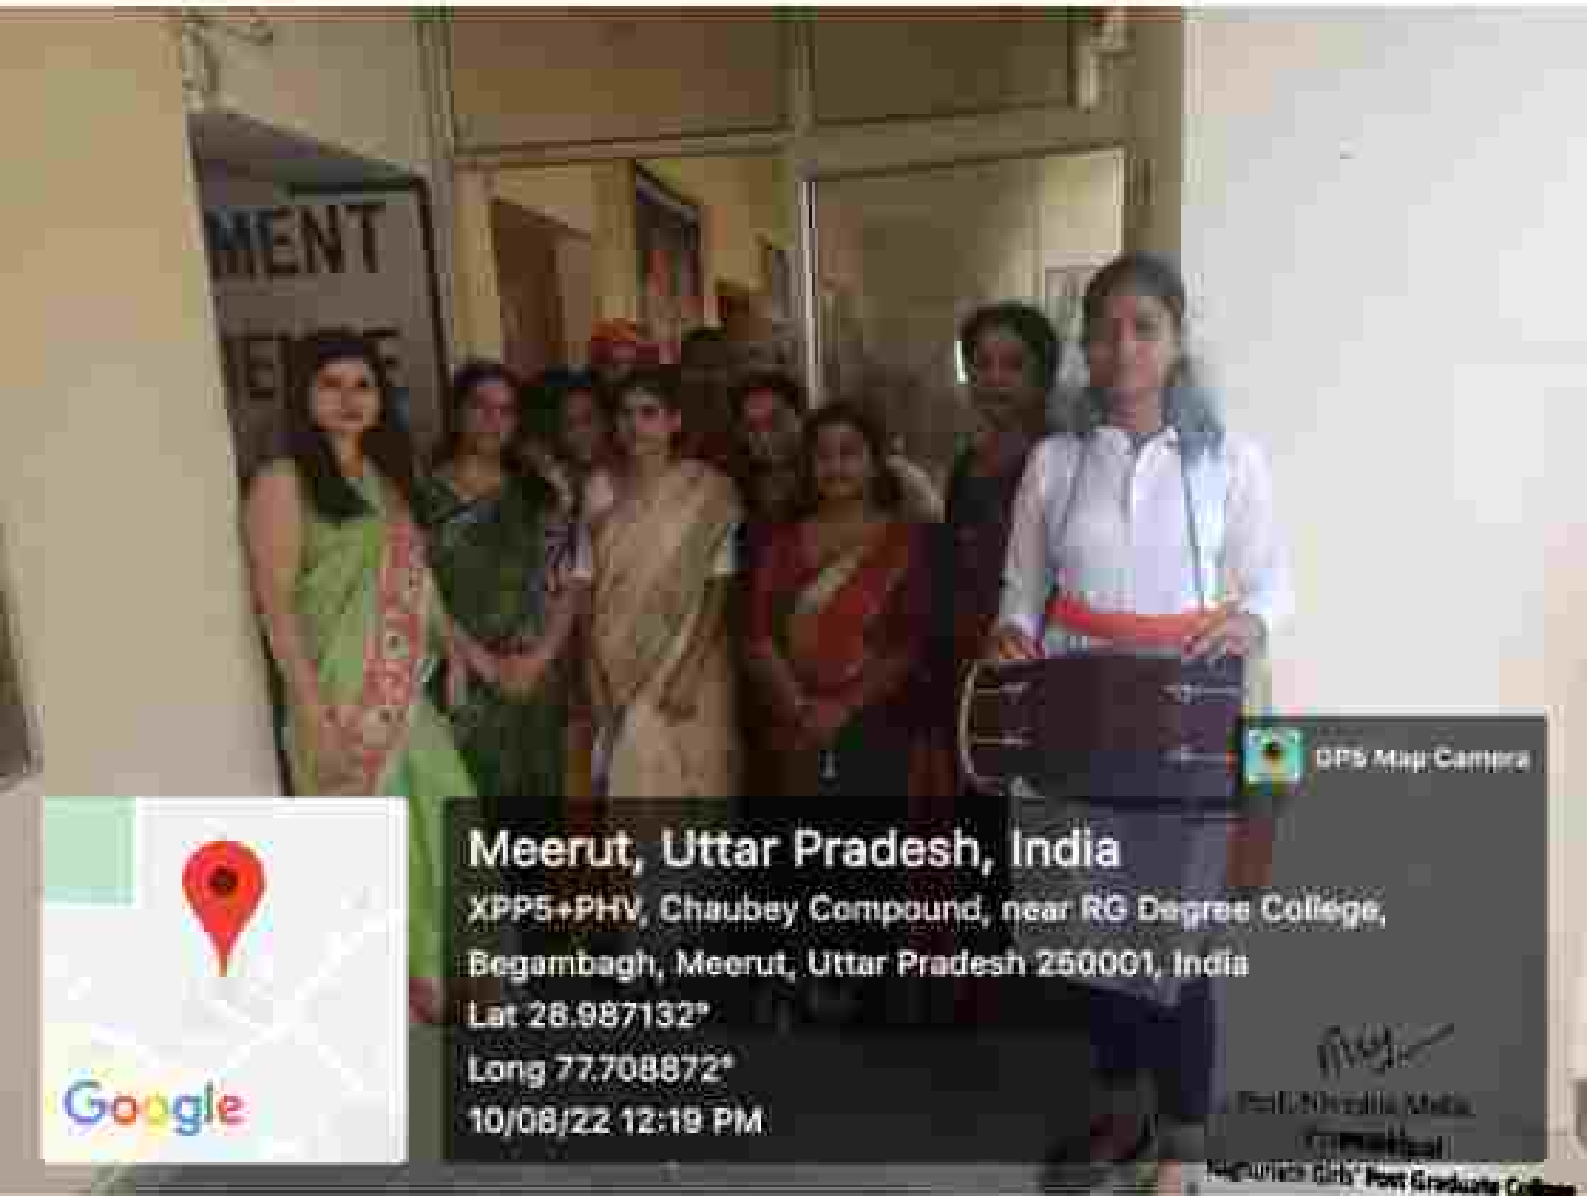 MENT
GPS Map Camera
Meerut, Uttar Pradesh, India
XPP5+PHV, Chaubey Compound, near RG Degree College,
Begambagh, Meerut, Uttar Pradesh 250001, India
Lat 28.987132°
Long 77.708872°
10/08/22 12:19 PM
Google
Prof.
Girls' Post Graduate College